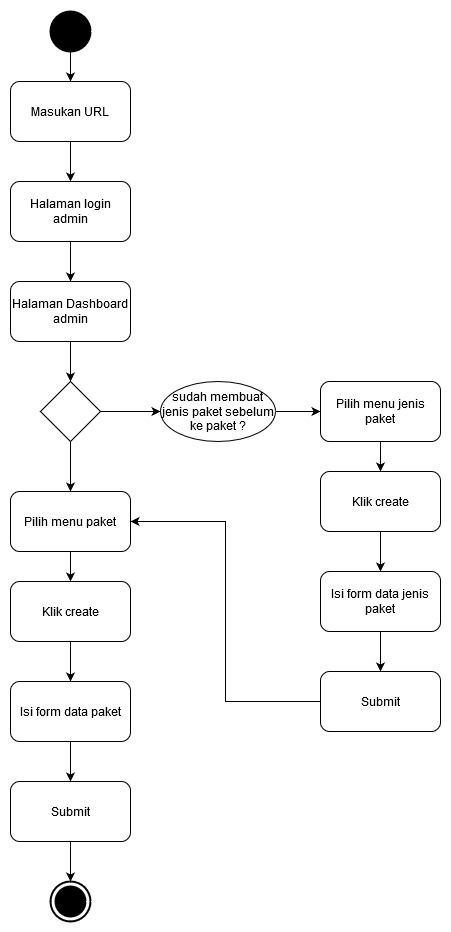 Masukan URL
Halaman login
admin
Halaman Dashboard
admin
sudah membuat
jenis paket sebelum
ke paket ?
Pilih menu jenis
paket
Klik create
Isi form data jenis
paket
Submit
Pilih menu paket
Klik create
Isi form data paket
Submit